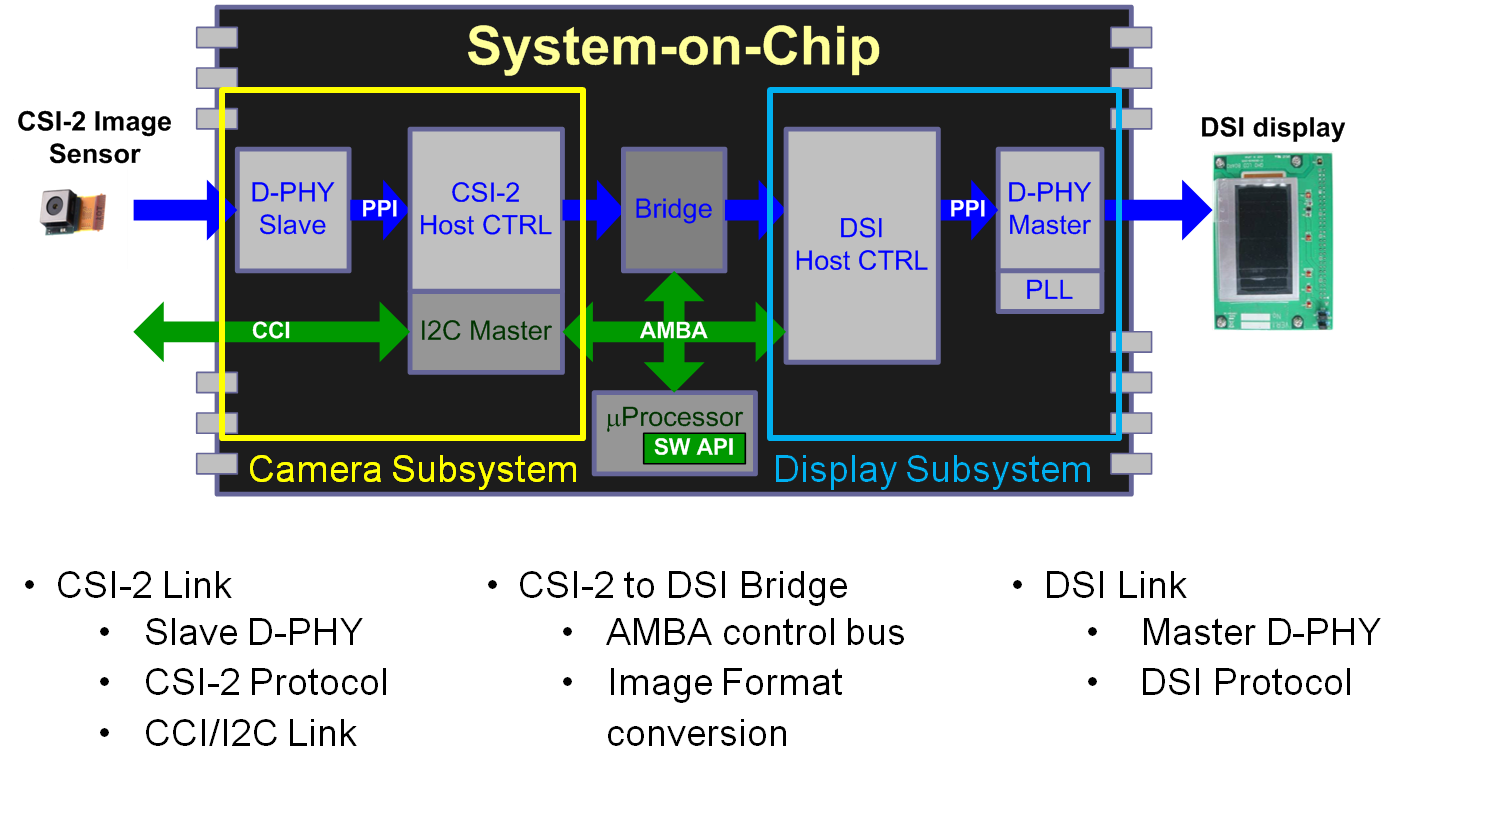 System-on-Chip
CSI-2 Image
Sensor
DSI display
D-PHY
Slave
PPI
CSI-2
Host CTRL
Bridge
DSI
Host CTRL
PPI
D-PHY
Master
PLL
CCI
I2C Master
AMBA
μProcessor
SW API
Camera Subsystem
Display Subsystem
• CSI-2 Link
• Slave D-PHY
• CSI-2 Protocol
• CCI/I2C Link
• CSI-2 to DSI Bridge
• AMBA control bus
• Image Format
conversion
• DSI Link
• Master D-PHY
• DSI Protocol